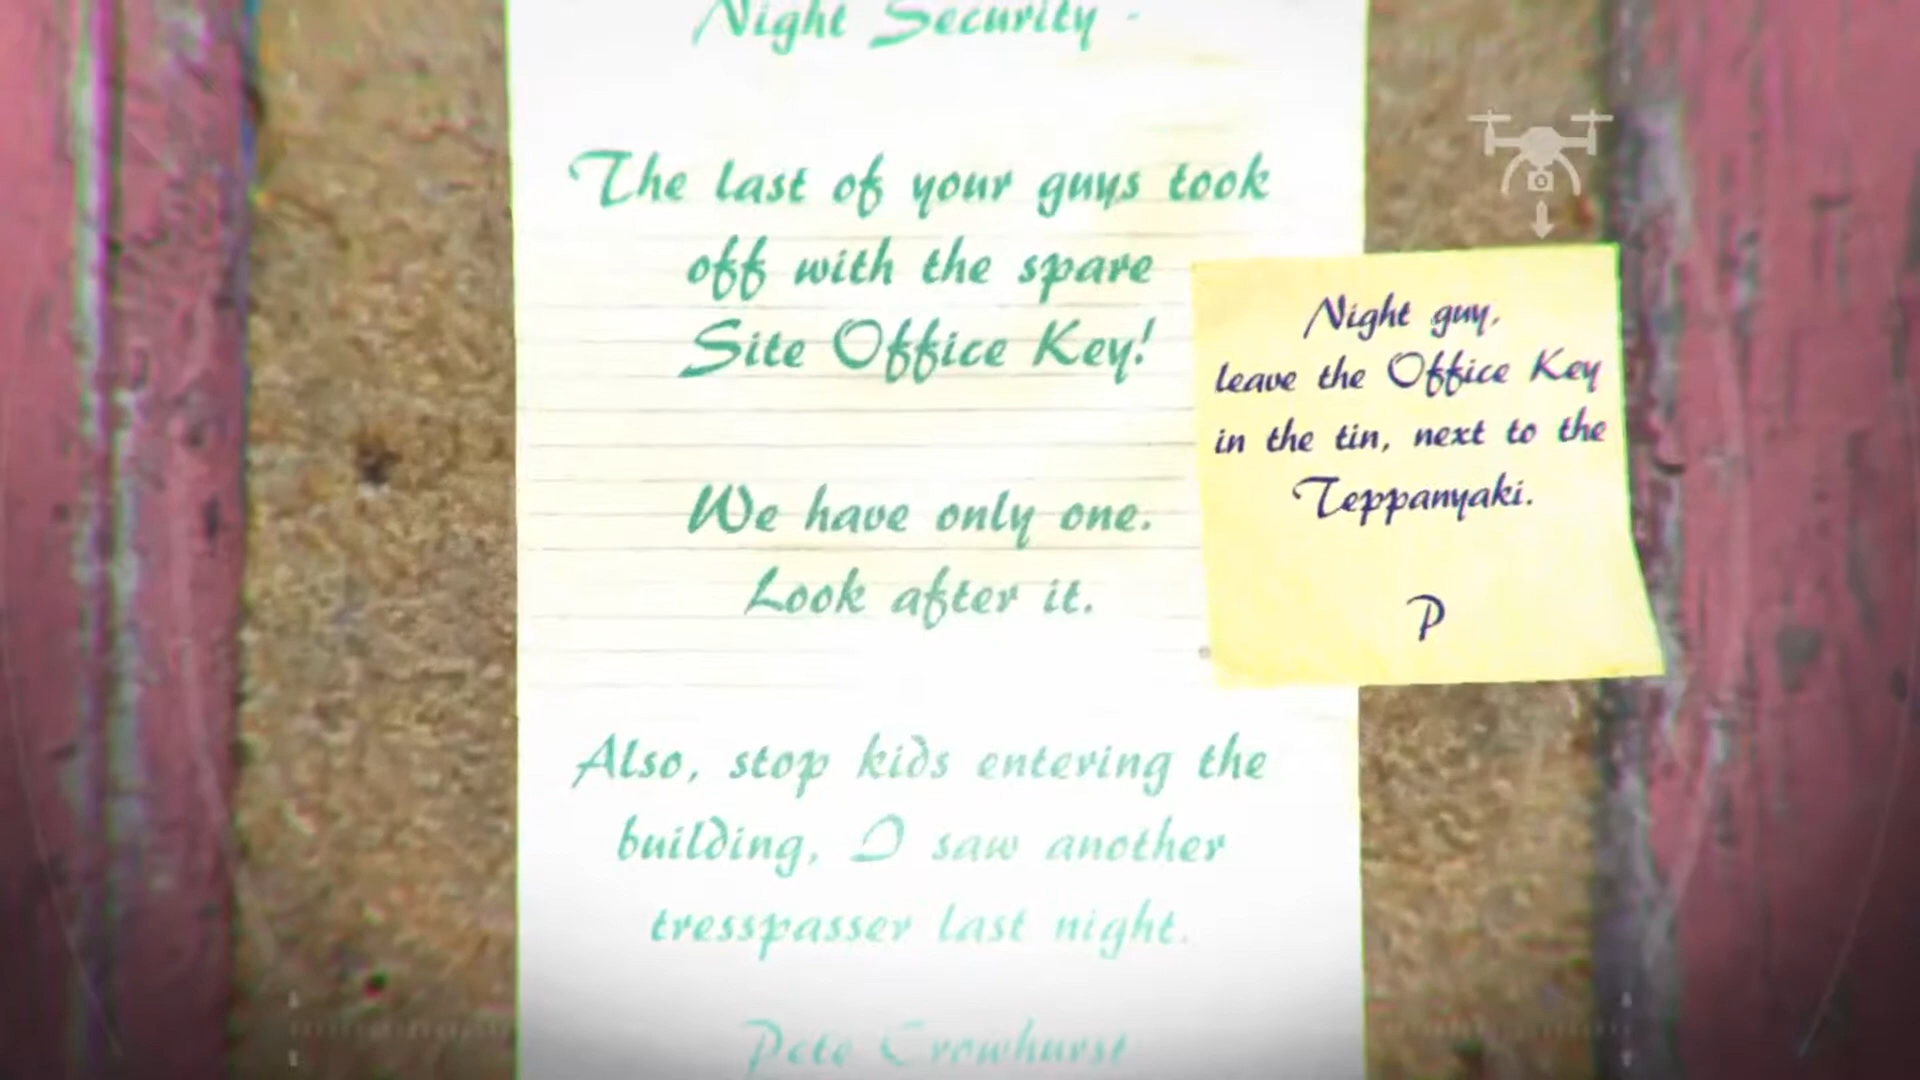 Night Security -
The last of your guys took
off with the spare
Site Office Key!
We have only one.
Look after it.
Also, stop kids entering the
building, I saw another
tresspasser last night.
Pete Crowhurst
Night guy,
leave the Office Key
in the tin, next to the
Teppanyaki.
P